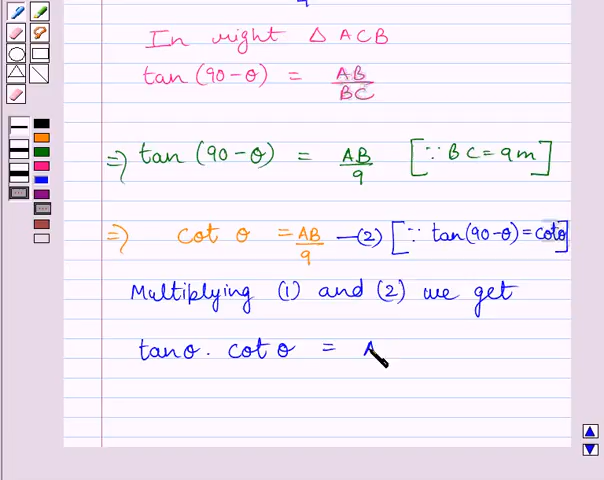 In right △ ACB
tan (90-θ) = AB/BC
⇒ tan (90-θ) = AB/9 [∵ BC=9m]
⇒ cot θ = AB/9 —(2) [∵ tan(90-θ)=cotθ]
Multiplying (1) and (2) we get
tanθ. cot θ = A